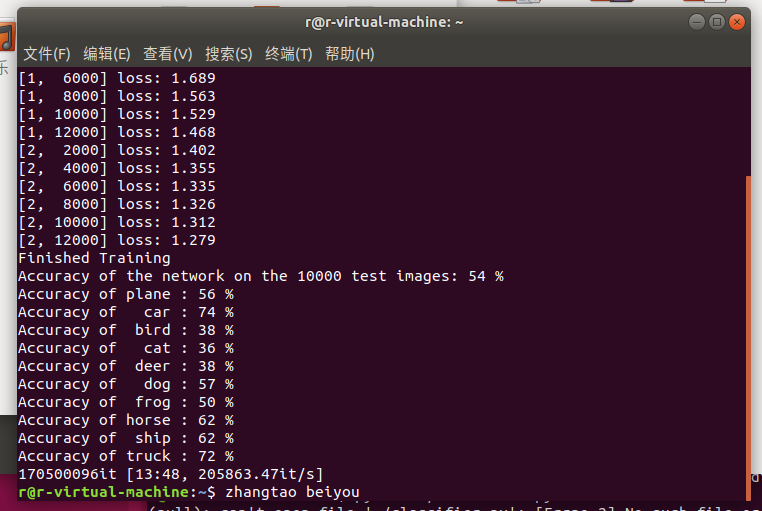 r@r-virtual-machine: ~
文件(F) 编辑(E) 查看(V) 搜索(S) 终端(T) 帮助(H)
乐
[1,  6000] loss: 1.689
[1,  8000] loss: 1.563
[1, 10000] loss: 1.529
[1, 12000] loss: 1.468
[2,  2000] loss: 1.402
[2,  4000] loss: 1.355
[2,  6000] loss: 1.335
[2,  8000] loss: 1.326
[2, 10000] loss: 1.312
[2, 12000] loss: 1.279
Finished Training
Accuracy of the network on the 10000 test images: 54 %
Accuracy of plane : 56 %
Accuracy of   car : 74 %
Accuracy of  bird : 38 %
Accuracy of   cat : 36 %
Accuracy of  deer : 38 %
Accuracy of   dog : 57 %
Accuracy of  frog : 50 %
Accuracy of horse : 62 %
Accuracy of  ship : 62 %
Accuracy of truck : 72 %
170500096it [13:48, 205863.47it/s]
r@r-virtual-machine:~$ zhangtao beiyou